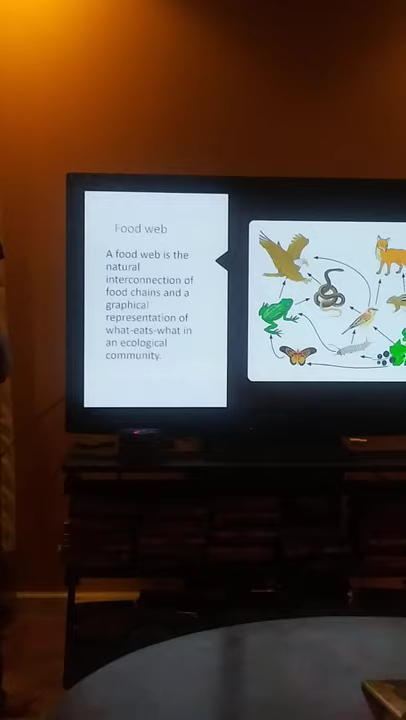 Food web
A food web is the
natural
interconnection of
food chains and a
graphical
representation of
what-eats-what in
an ecological
community.